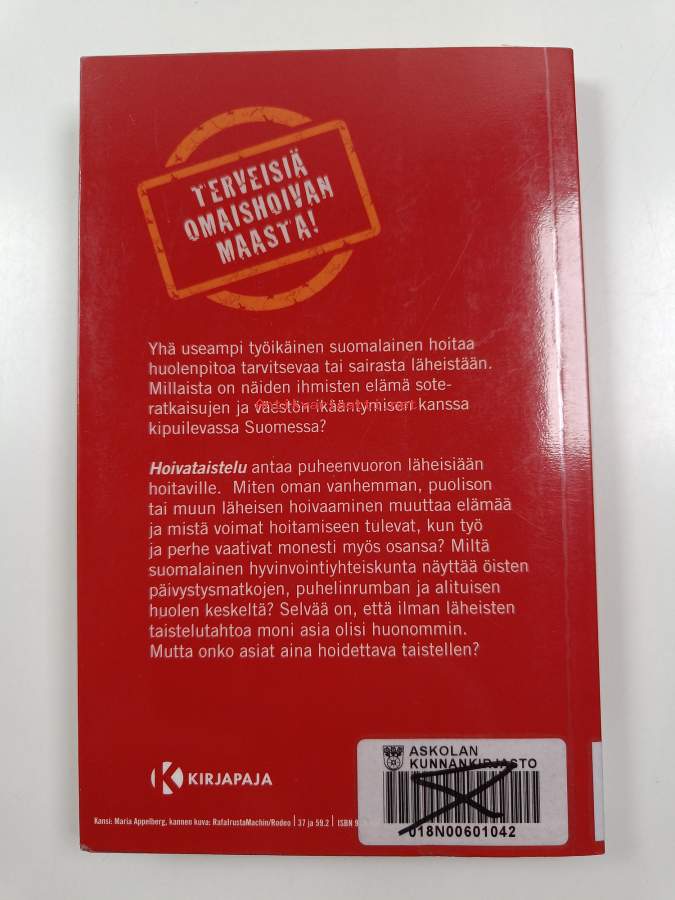 TERVEISIÄ
OMAISHOIVAN
MAASTA!
Yhä useampi työikäinen suomalainen hoitaa
huolenpitoa tarvitsevaa tai sairasta läheistään.
Millaista on näiden ihmisten elämä sote-
ratkaisujen ja väestön ikääntymisen kanssa
kipuilevassa Suomessa?
Hoivataistelu antaa puheenvuoron läheisiään
hoitaville. Miten oman vanhemman, puolison
tai muun läheisen hoivaaminen muuttaa elämää
ja mistä voimat hoitamiseen tulevat, kun työ
ja perhe vaativat monesti myös osansa? Miltä
suomalainen hyvinvointiyhteiskunta näyttää öisten
päivystysmatkojen, puhelinrumban ja alituisen
huolen keskeltä? Selvää on, että ilman läheisten
taistelutahtoa moni asia olisi huonommin.
Mutta onko asiat aina hoidettava taistellen?
KIRJAPAJA
ASKOLAN
KUNNANKIRJASTO
018N00601042
Kansi: Maria Appelberg, kannen kuva: RafalrustaMachin/Rodeo | 37 ja 59.2 | ISBN 9